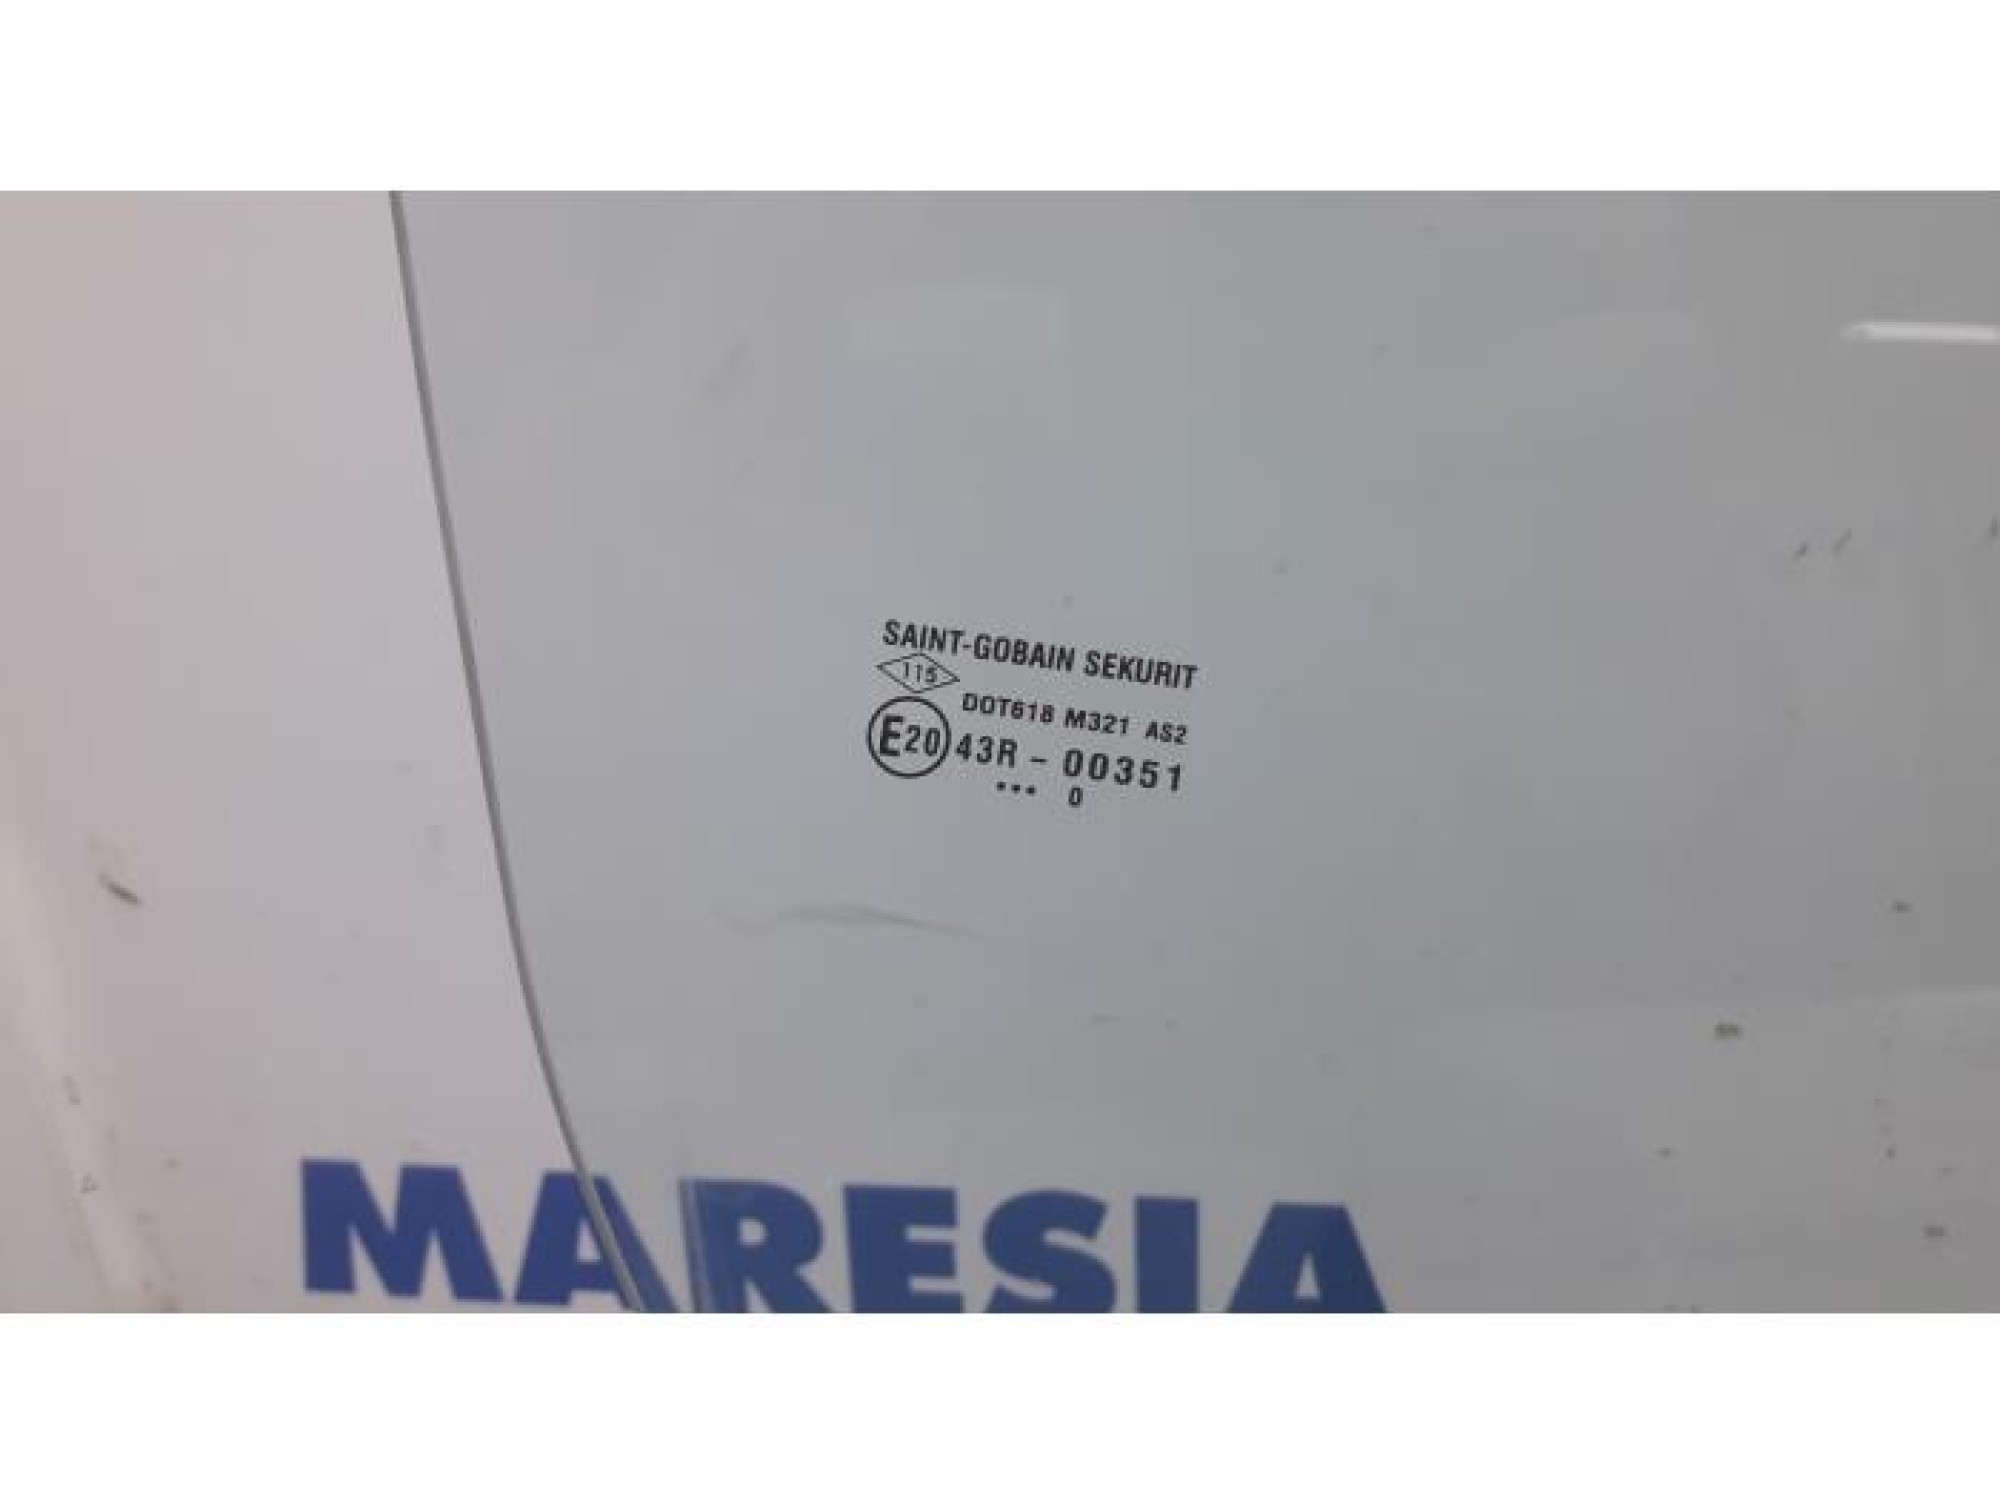 SAINT-GOBAIN SEKURIT
115
DOT618 M321 AS2
E20 43R - 00351
••• 0
MARESIA